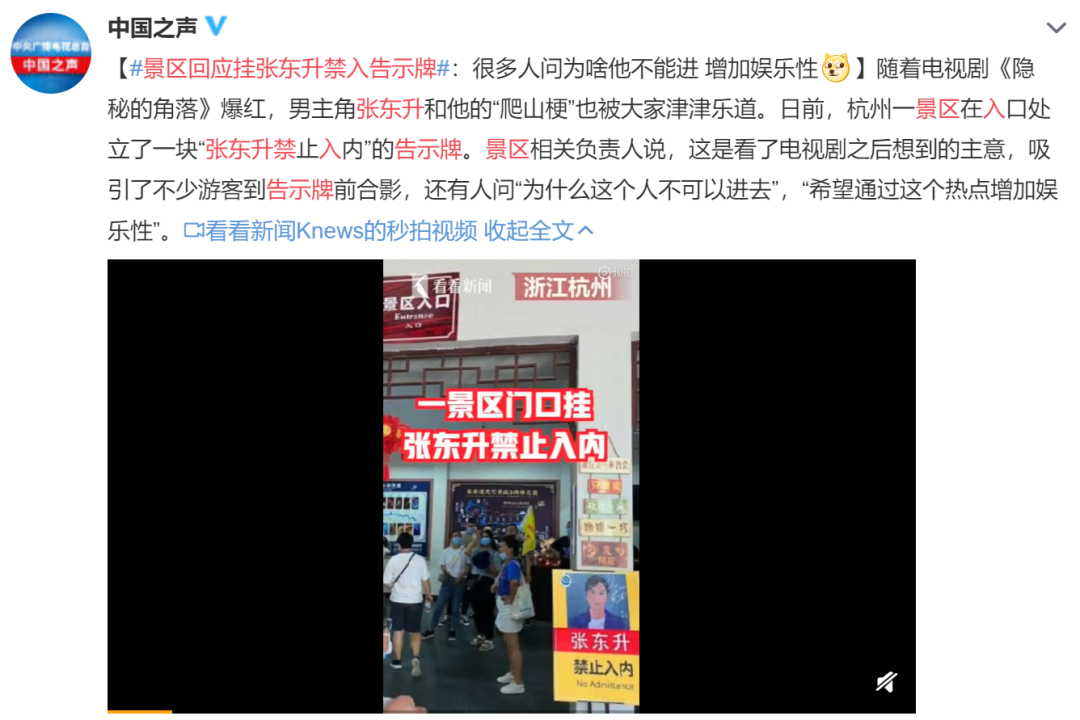 中国之声
中央广播电视总台
中国之声
【#景区回应挂张东升禁入告示牌#：很多人问为啥他不能进 增加娱乐性】随着电视剧《隐
秘的角落》爆红，男主角张东升和他的“爬山梗”也被大家津津乐道。日前，杭州一景区在入口处
立了一块“张东升禁止入内”的告示牌。景区相关负责人说，这是看了电视剧之后想到的主意，吸
引了不少游客到告示牌前合影，还有人问“为什么这个人不可以进去”，“希望通过这个热点增加娱
乐性”。看看新闻Knews的秒拍视频 收起全文
秒拍
看看新闻
浙江杭州
景区入口
Entrance
入口
一景区门口挂
张东升禁止入内
张东升
禁止入内
No Admittance